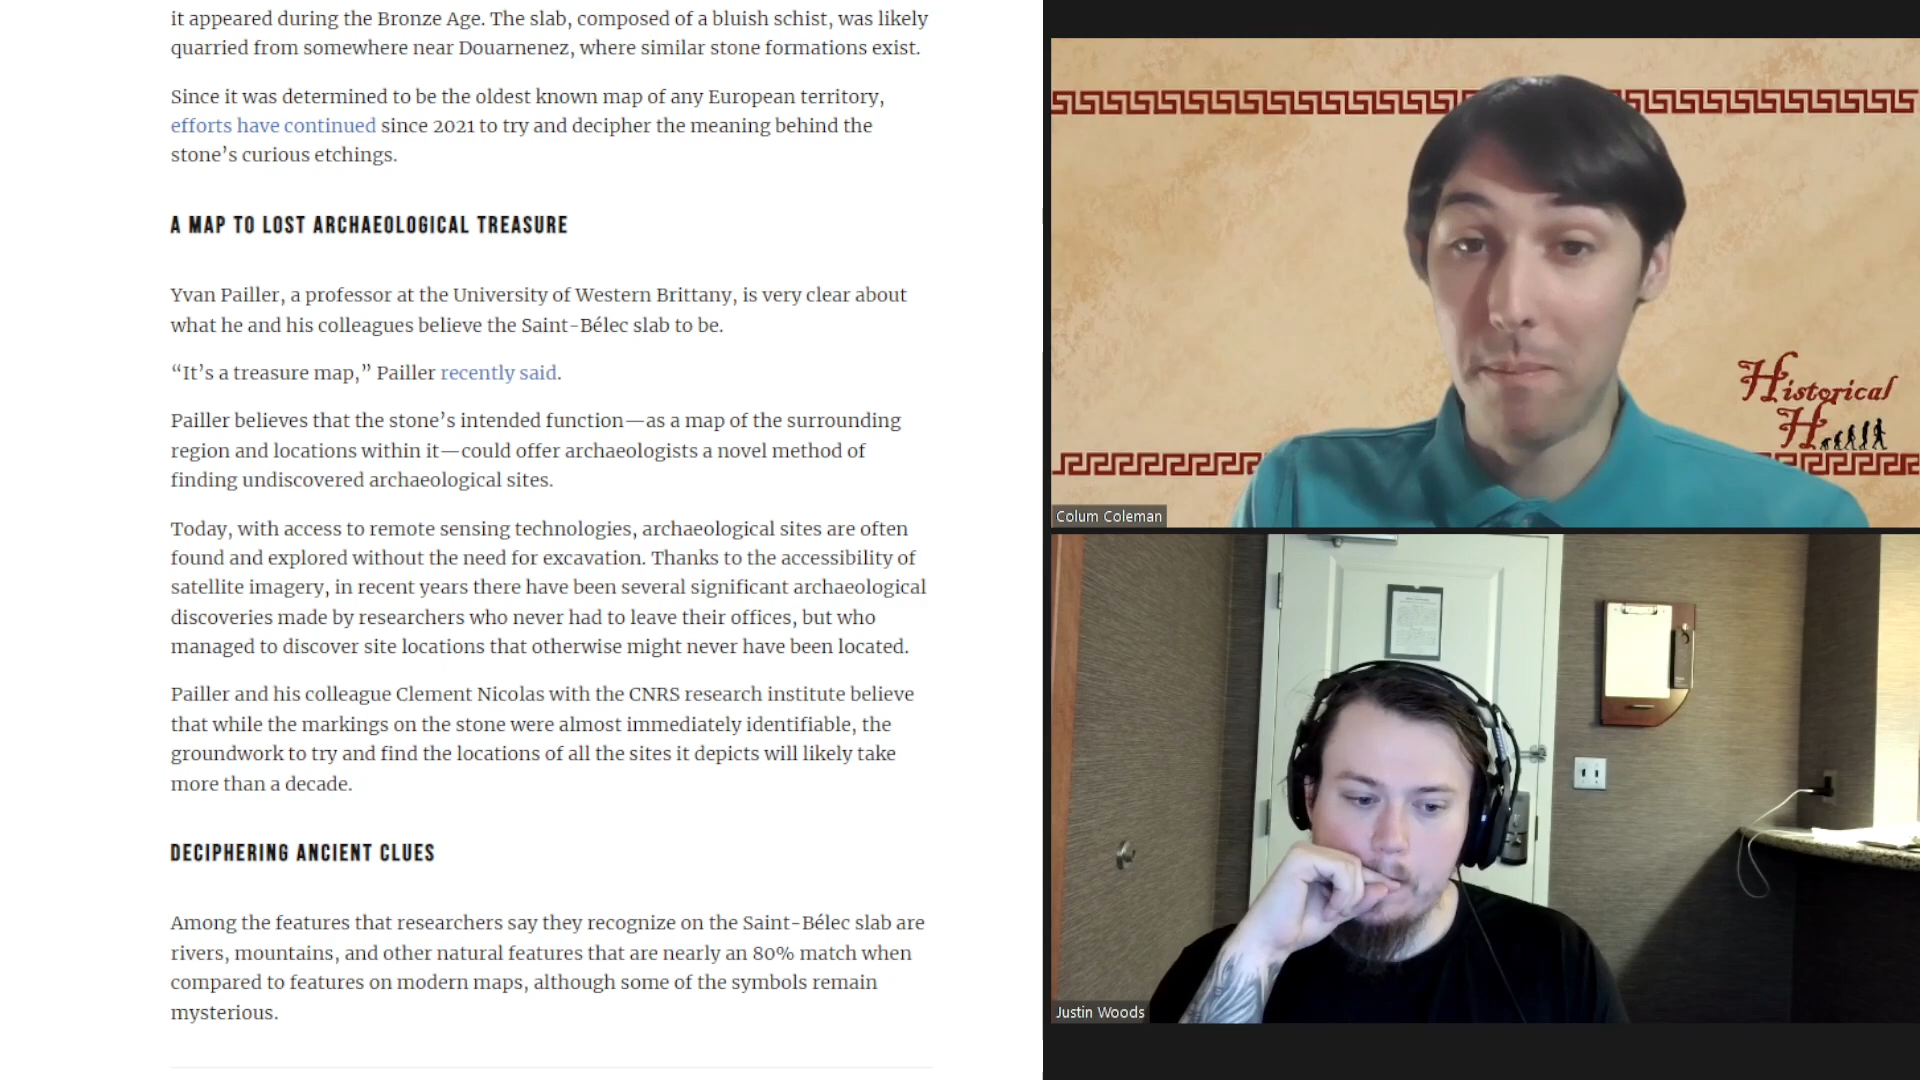 it appeared during the Bronze Age. The slab, composed of a bluish schist, was likely
quarried from somewhere near Douarnenez, where similar stone formations exist.
Since it was determined to be the oldest known map of any European territory,
efforts have continued since 2021 to try and decipher the meaning behind the
stone’s curious etchings.
A MAP TO LOST ARCHAEOLOGICAL TREASURE
Yvan Pailler, a professor at the University of Western Brittany, is very clear about
what he and his colleagues believe the Saint-Bélec slab to be.
“It’s a treasure map,” Pailler recently said.
Pailler believes that the stone’s intended function—as a map of the surrounding
region and locations within it—could offer archaeologists a novel method of
finding undiscovered archaeological sites.
Today, with access to remote sensing technologies, archaeological sites are often
found and explored without the need for excavation. Thanks to the accessibility of
satellite imagery, in recent years there have been several significant archaeological
discoveries made by researchers who never had to leave their offices, but who
managed to discover site locations that otherwise might never have been located.
Pailler and his colleague Clement Nicolas with the CNRS research institute believe
that while the markings on the stone were almost immediately identifiable, the
groundwork to try and find the locations of all the sites it depicts will likely take
more than a decade.
DECIPHERING ANCIENT CLUES
Among the features that researchers say they recognize on the Saint-Bélec slab are
rivers, mountains, and other natural features that are nearly an 80% match when
compared to features on modern maps, although some of the symbols remain
mysterious.
Historical
H
Colum Coleman
Justin Woods